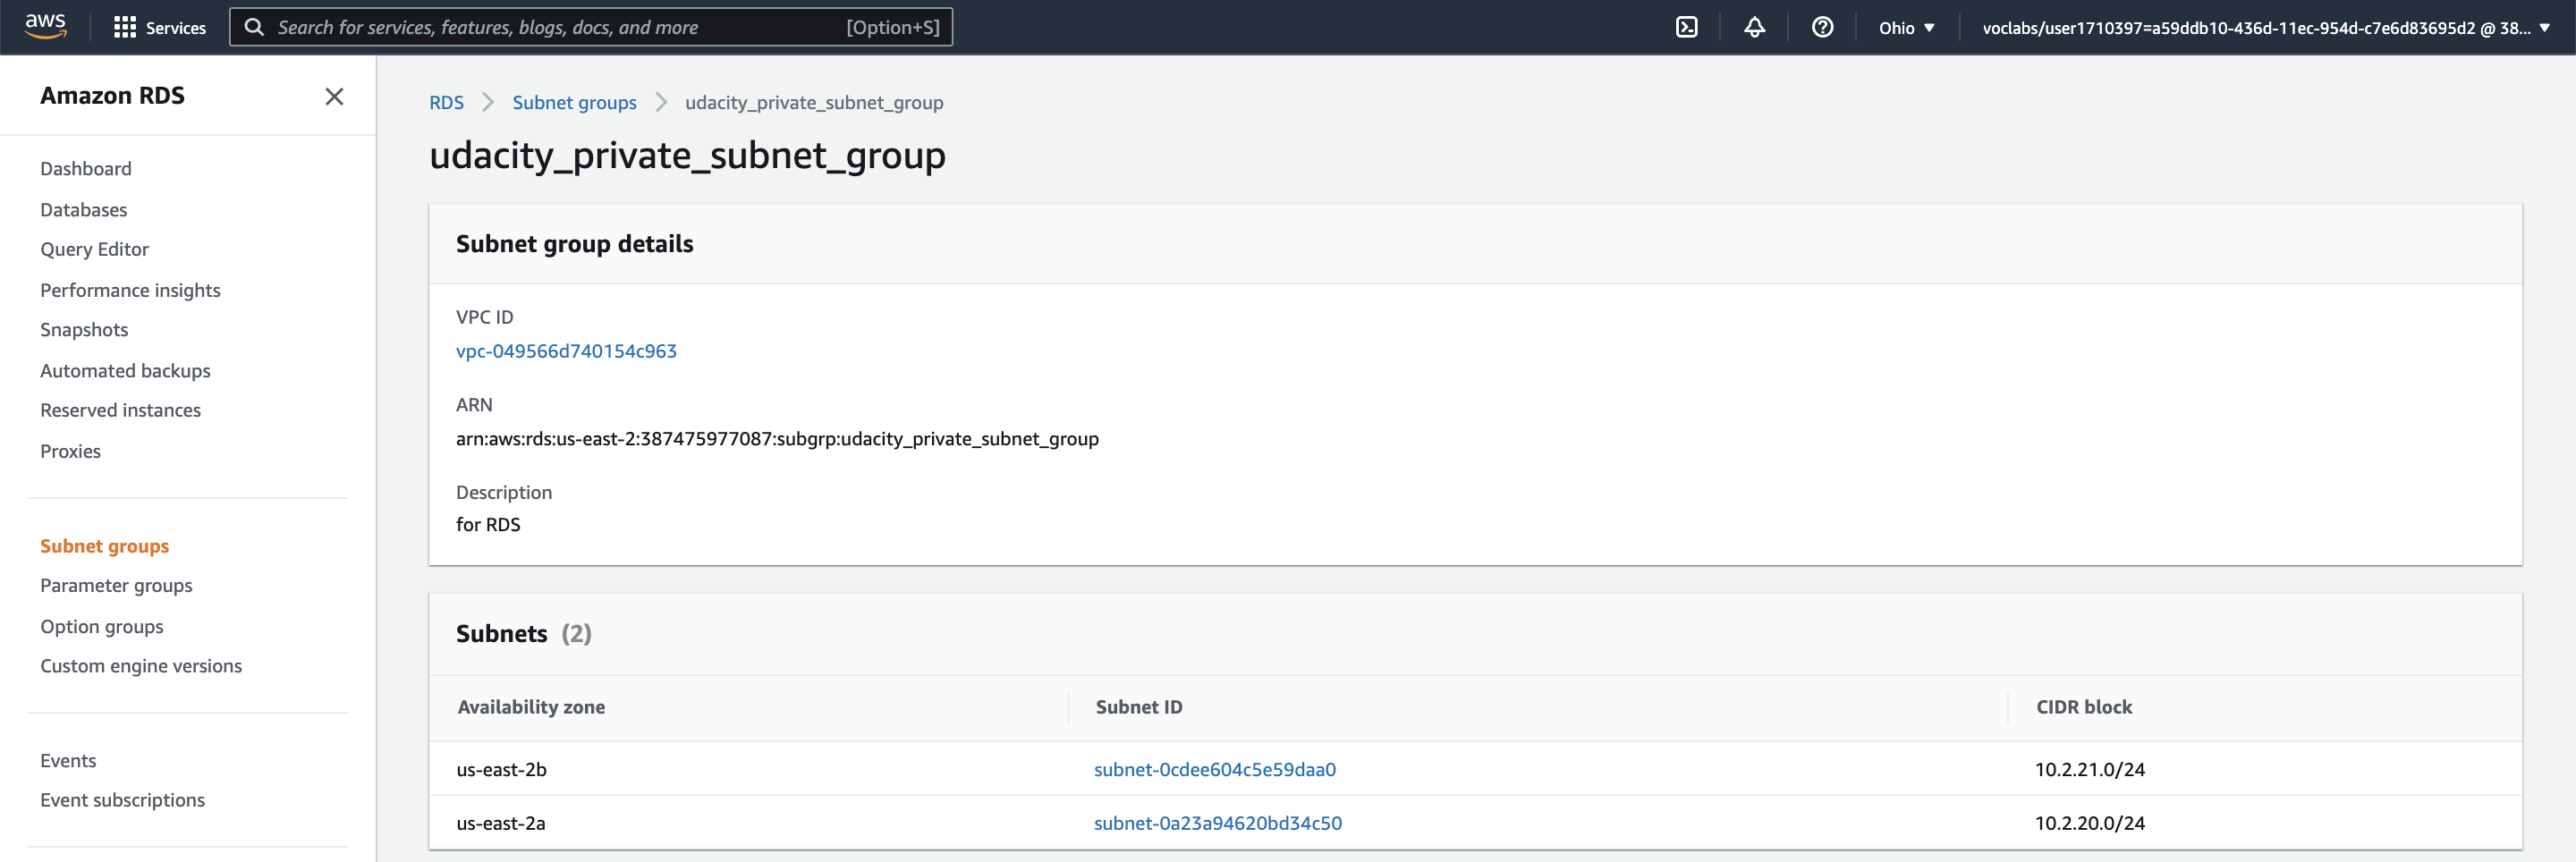 aws
Services
Search for services, features, blogs, docs, and more [Option+S]
Ohio
voclabs/user1710397=a59ddb10-436d-11ec-954d-c7e6d83695d2 @ 38...
Amazon RDS
Dashboard
Databases
Query Editor
Performance insights
Snapshots
Automated backups
Reserved instances
Proxies
Subnet groups
Parameter groups
Option groups
Custom engine versions
Events
Event subscriptions
RDS Subnet groups udacity_private_subnet_group
udacity_private_subnet_group
Subnet group details
VPC ID
vpc-049566d740154c963
ARN
arn:aws:rds:us-east-2:387475977087:subgrp:udacity_private_subnet_group
Description
for RDS
Subnets (2)
Availability zone Subnet ID CIDR block
us-east-2b subnet-0cdee604c5e59daa0 10.2.21.0/24
us-east-2a subnet-0a23a94620bd34c50 10.2.20.0/24